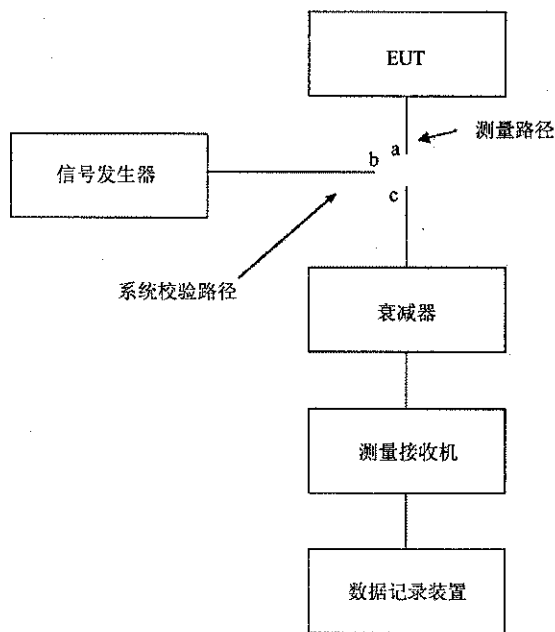 EUT
测量路径
a
b
信号发生器
c
系统校验路径
衰减器
测量接收机
数据记录装置